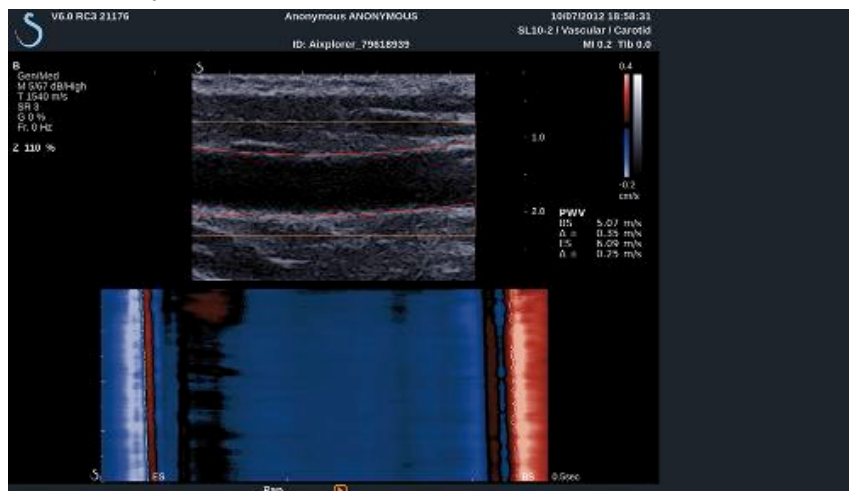 V6.0 RC3 21176
Anonymous ANONYMOUS
10/07/2012 18:58:31
SL10-2 / Vascular / Carotid
ID: Aixplorer_79618939
MI 0.2 TIb 0.0
B
Gen/Med
M 5/67 dB/High
T 1540 m/s
SR 3
G 0 %
Fr. 0 Hz
Z 110 %
0.4
1.0
-0.2
cm/s
2.0
PWV
BS 5.07 m/s
Δ ± 0.35 m/s
ES 6.09 m/s
Δ ± 0.25 m/s
ES
BS
0.5sec